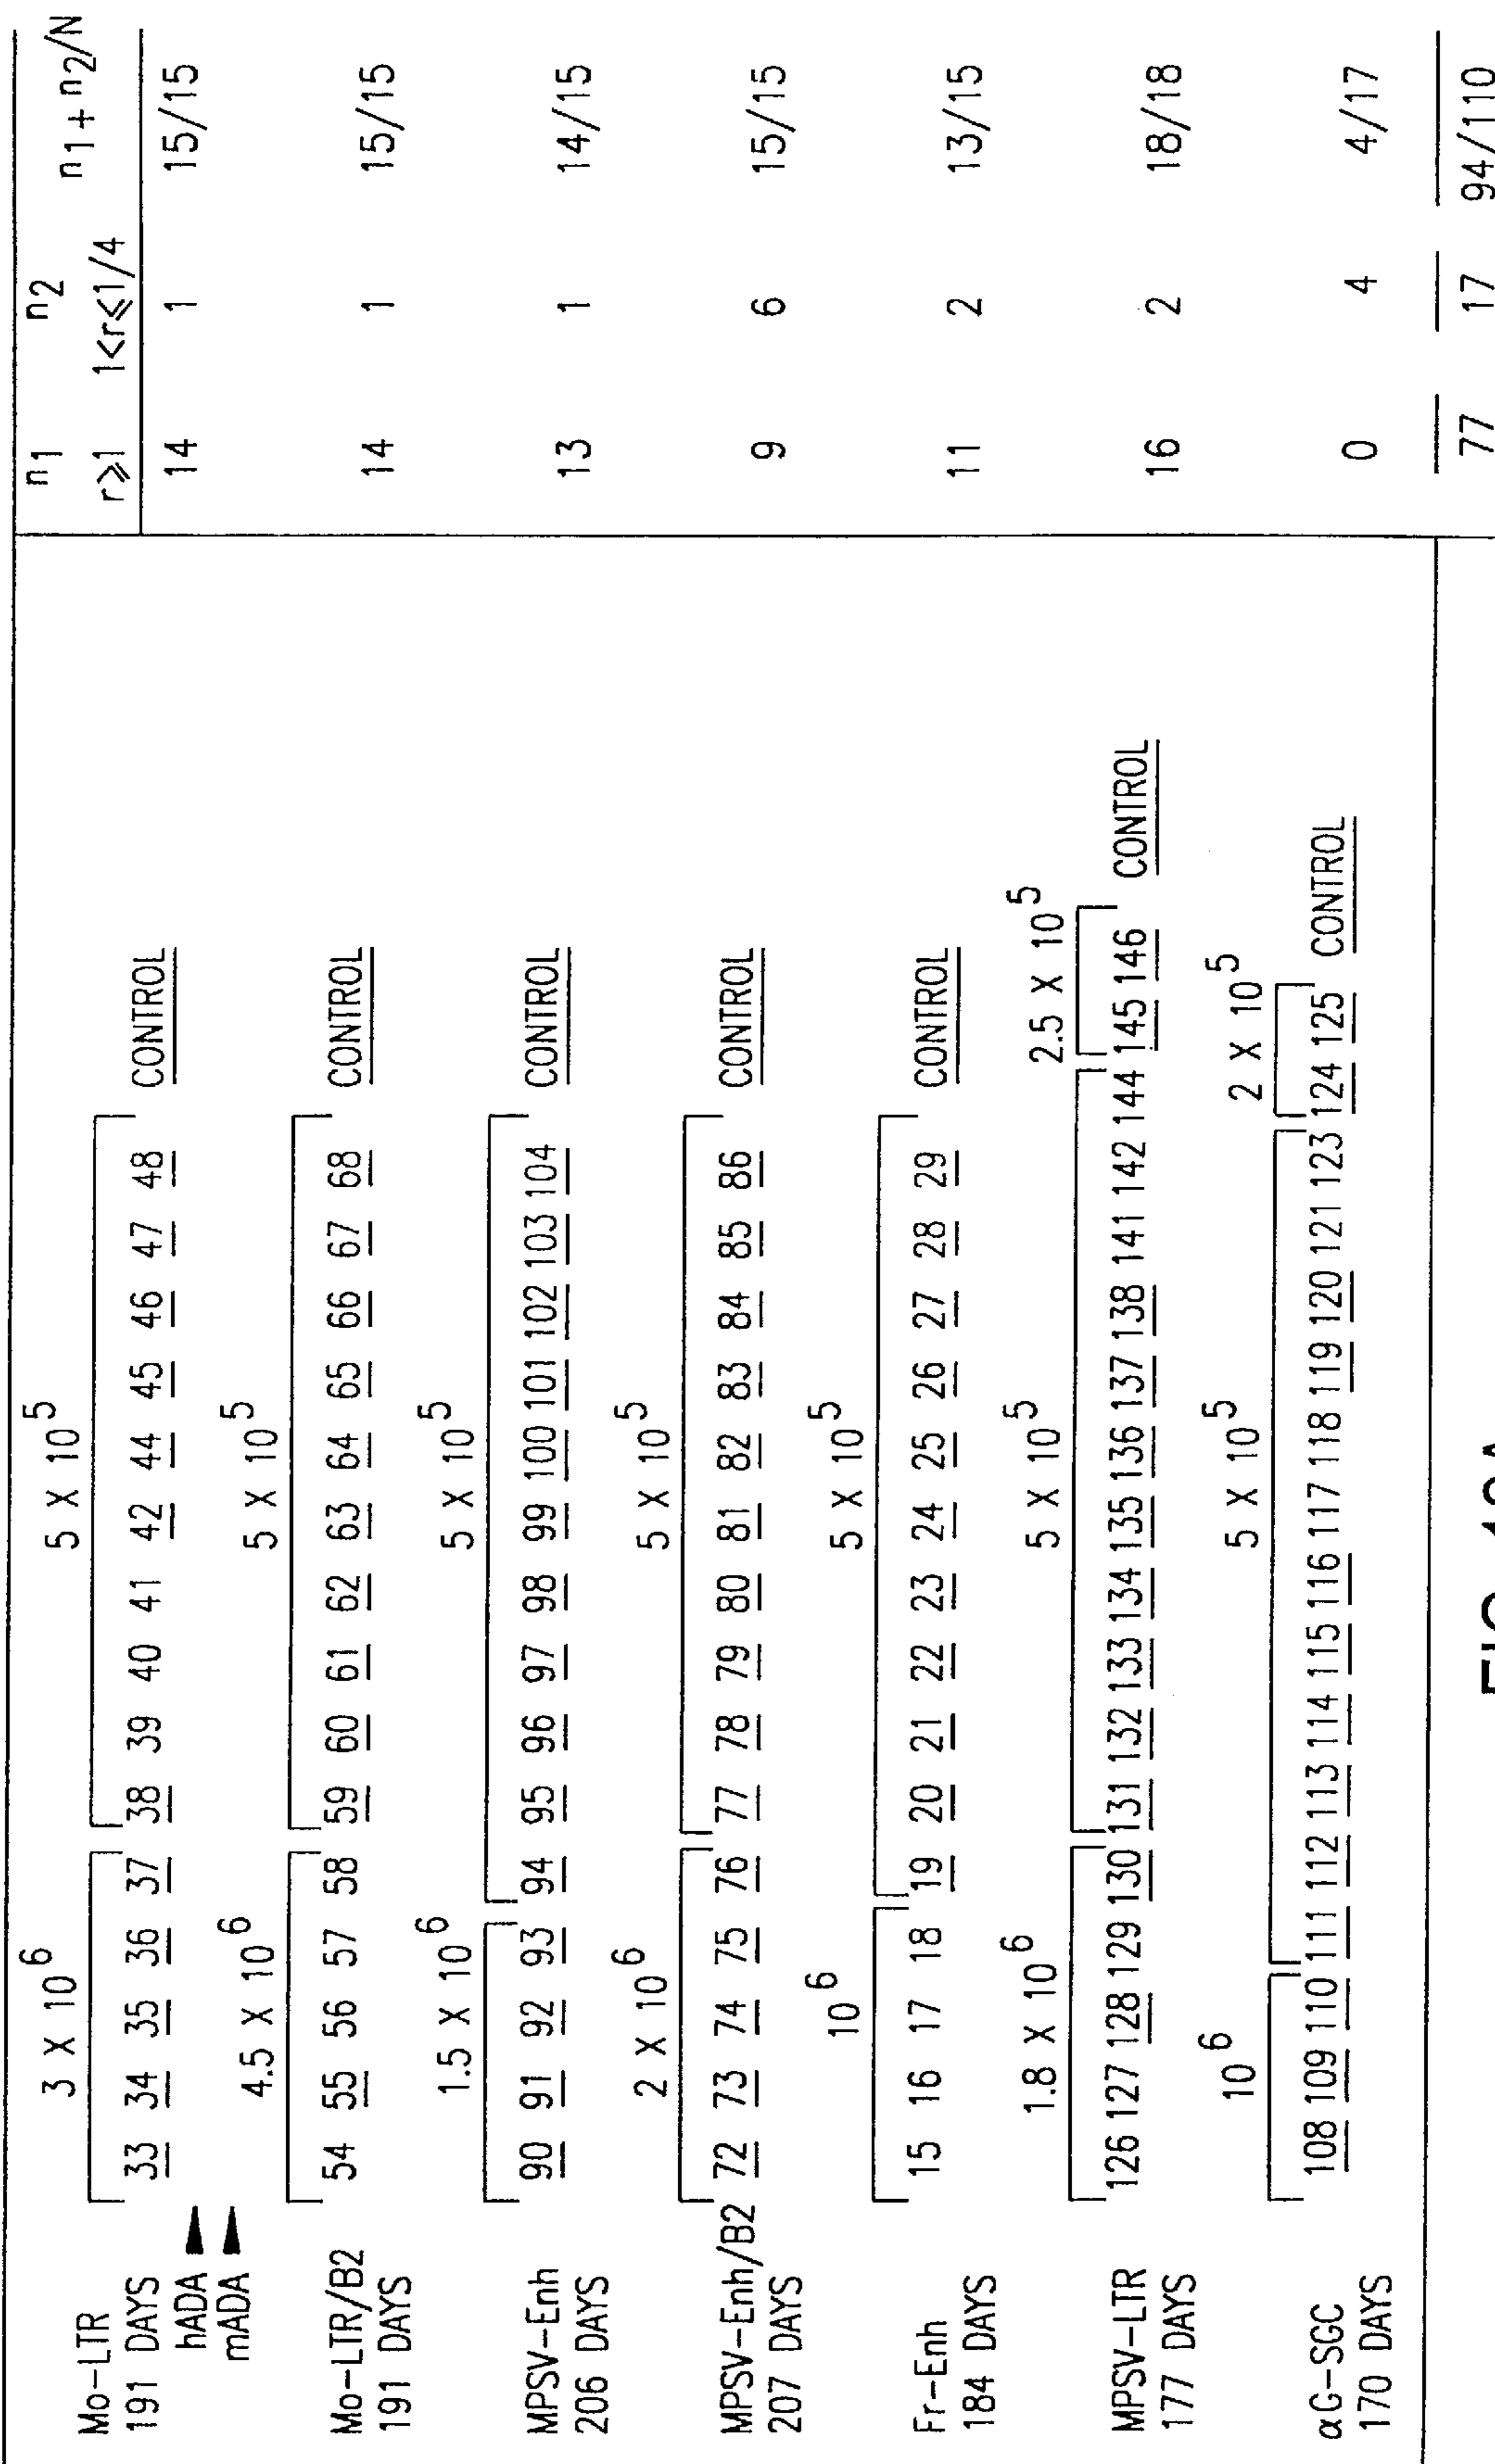 n1 n2 n1 + n2/N
r⩾1 1<r⩽1/4
3 X 10^6 5 X 10^5
Mo–LTR 33 34 35 36 37 38 39 40 41 42 44 45 46 47 48 CONTROL 14 1 15/15
191 DAYS
hADA
mADA
4.5 X 10^6 5 X 10^5
Mo–LTR/B2 54 55 56 57 58 59 60 61 62 63 64 65 66 67 68 CONTROL 14 1 15/15
191 DAYS
1.5 X 10^6 5 X 10^5
MPSV–Enh 90 91 92 93 94 95 96 97 98 99 100 101 102 103 104 CONTROL 13 1 14/15
206 DAYS
2 X 10^6 5 X 10^5
MPSV–Enh/B2 72 73 74 75 76 77 78 79 80 81 82 83 84 85 86 CONTROL 9 6 15/15
207 DAYS
10^6 5 X 10^5
Fr–Enh 15 16 17 18 19 20 21 22 23 24 25 26 27 28 29 CONTROL 11 2 13/15
184 DAYS
1.8 X 10^6 5 X 10^5 2.5 X 10^5
MPSV–LTR 126 127 128 129 130 131 132 133 134 135 136 137 138 141 142 144 145 146 CONTROL 16 2 18/18
177 DAYS
10^6 5 X 10^5 2 X 10^5
αG–SGC 108 109 110 111 112 113 114 115 116 117 118 119 120 121 123 124 125 CONTROL 0 4 4/17
170 DAYS
77 17 94/110
FIG.